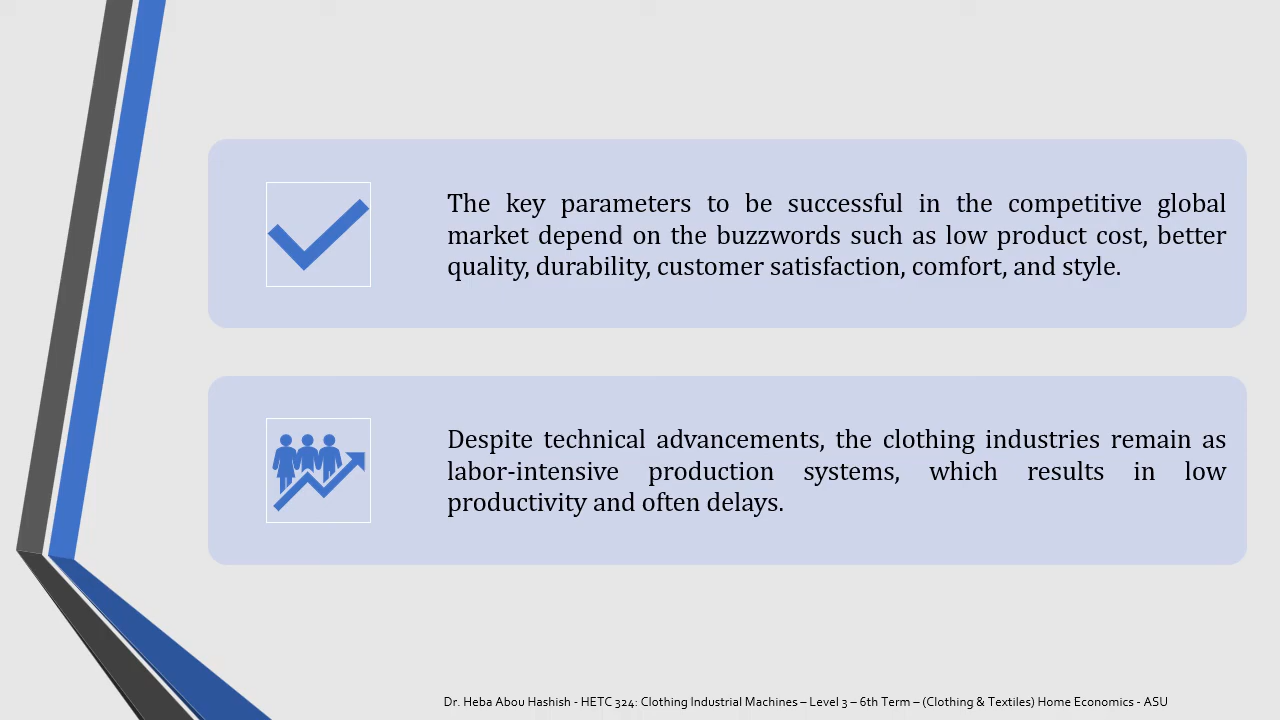 The key parameters to be successful in the competitive global
market depend on the buzzwords such as low product cost, better
quality, durability, customer satisfaction, comfort, and style.
Despite technical advancements, the clothing industries remain as
labor-intensive production systems, which results in low
productivity and often delays.
Dr. Heba Abou Hashish - HETC 324: Clothing Industrial Machines – Level 3 – 6th Term – (Clothing & Textiles) Home Economics - ASU